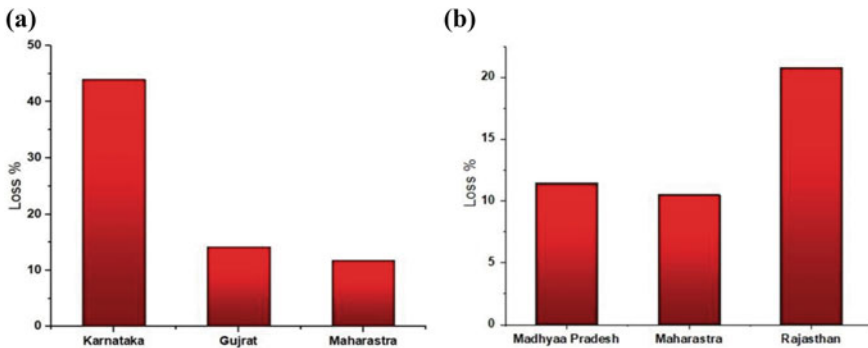 (a)
50
40
30
20
10
0
Loss %
Karnataka Gujrat Maharastra
(b)
20
15
10
5
0
Loss %
Madhyaa Pradesh Maharastra Rajasthan